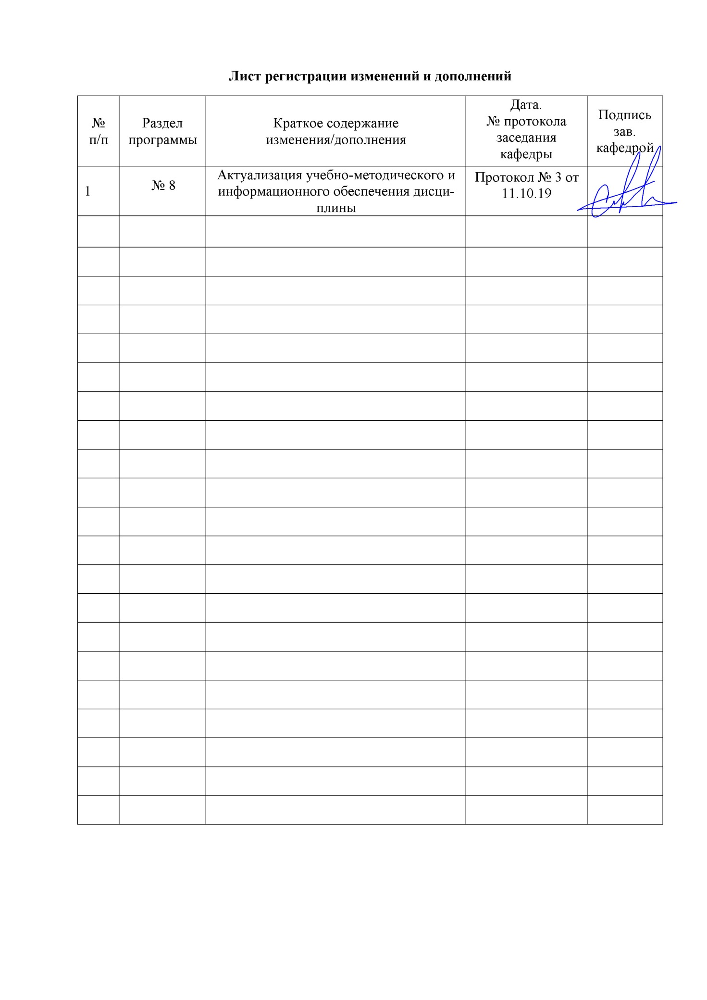 Лист регистрации изменений и дополнений
№
п/п
Раздел
программы
Краткое содержание
изменения/дополнения
Дата.
№ протокола
заседания
кафедры
Подпись
зав.
кафедрой
1
№ 8
Актуализация учебно-методического и
информационного обеспечения дисци-
плины
Протокол № 3 от
11.10.19